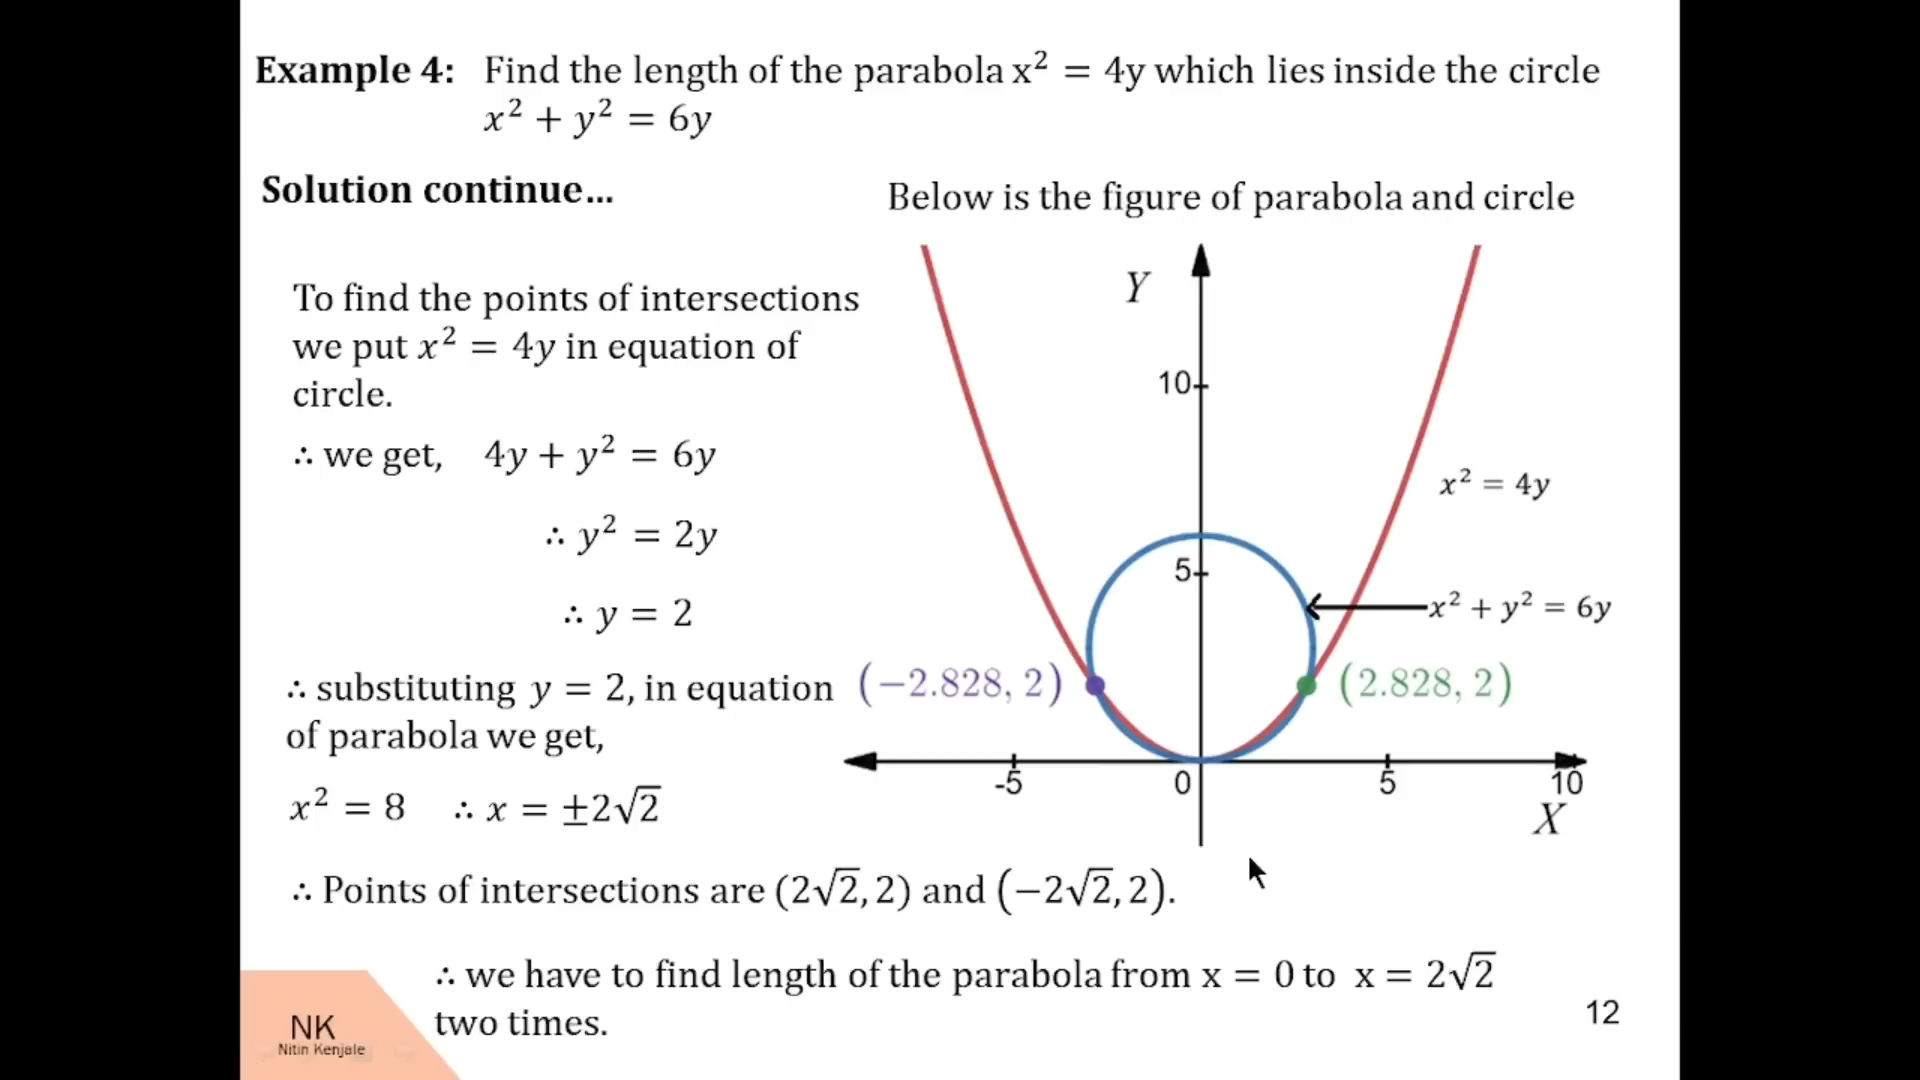 Example 4: Find the length of the parabola x² = 4y which lies inside the circle
x² + y² = 6y
Solution continue…
Below is the figure of parabola and circle
To find the points of intersections
we put x² = 4y in equation of
circle.
∴ we get, 4y + y² = 6y
∴ y² = 2y
∴ y = 2
∴ substituting y = 2, in equation
of parabola we get,
x² = 8 ∴ x = ±2√2
∴ Points of intersections are (2√2, 2) and (−2√2, 2).
∴ we have to find length of the parabola from x = 0 to x = 2√2
two times.
Y
10
x² = 4y
5
x² + y² = 6y
(−2.828, 2)
(2.828, 2)
-5
0
5
10
X
NK
Nitin Kenjale
12